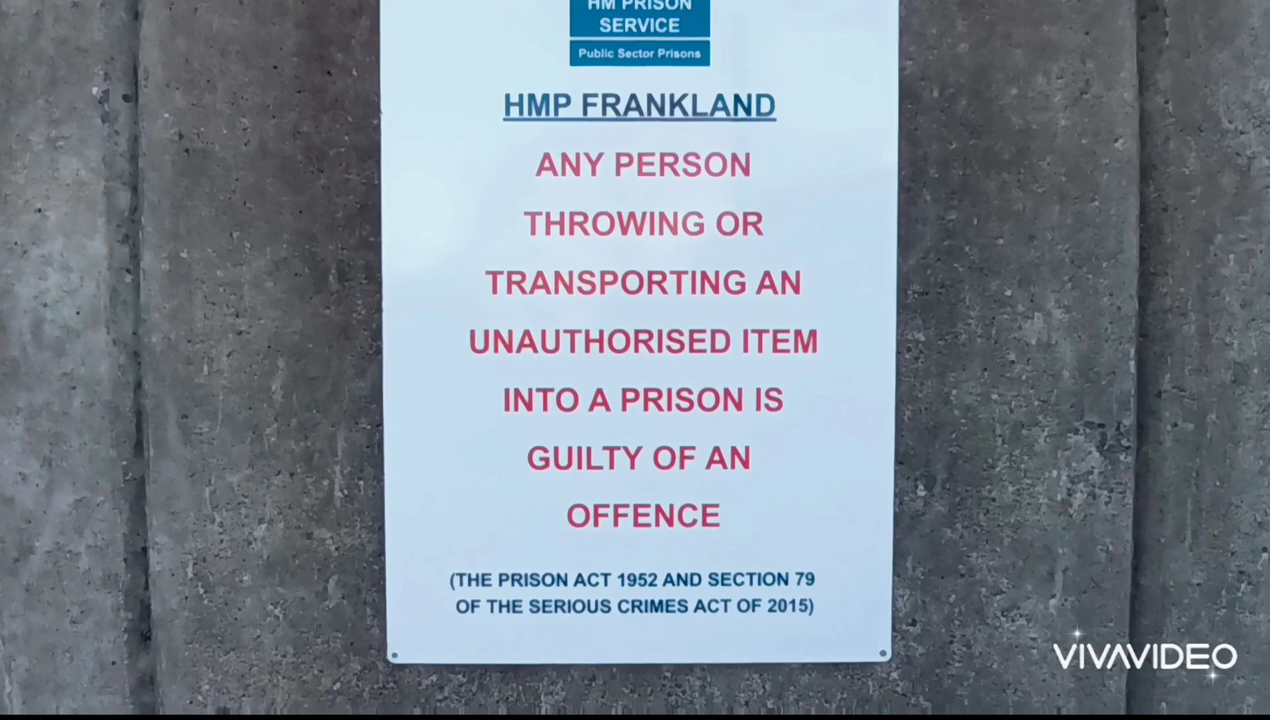 HM PRISON
SERVICE
Public Sector Prisons
HMP FRANKLAND
ANY PERSON
THROWING OR
TRANSPORTING AN
UNAUTHORISED ITEM
INTO A PRISON IS
GUILTY OF AN
OFFENCE
(THE PRISON ACT 1952 AND SECTION 79
OF THE SERIOUS CRIMES ACT OF 2015)
VIVAVIDEO